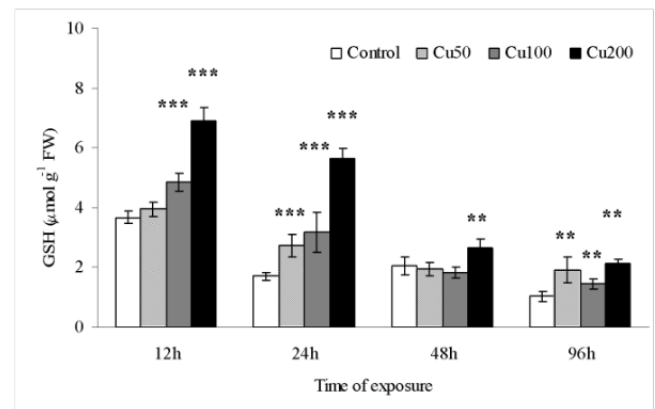 10
8
6
4
2
0
GSH (µmol g⁻¹ FW)
Control Cu50 Cu100 Cu200
*** ***
*** *** ***
**
** ** **
12h 24h 48h 96h
Time of exposure